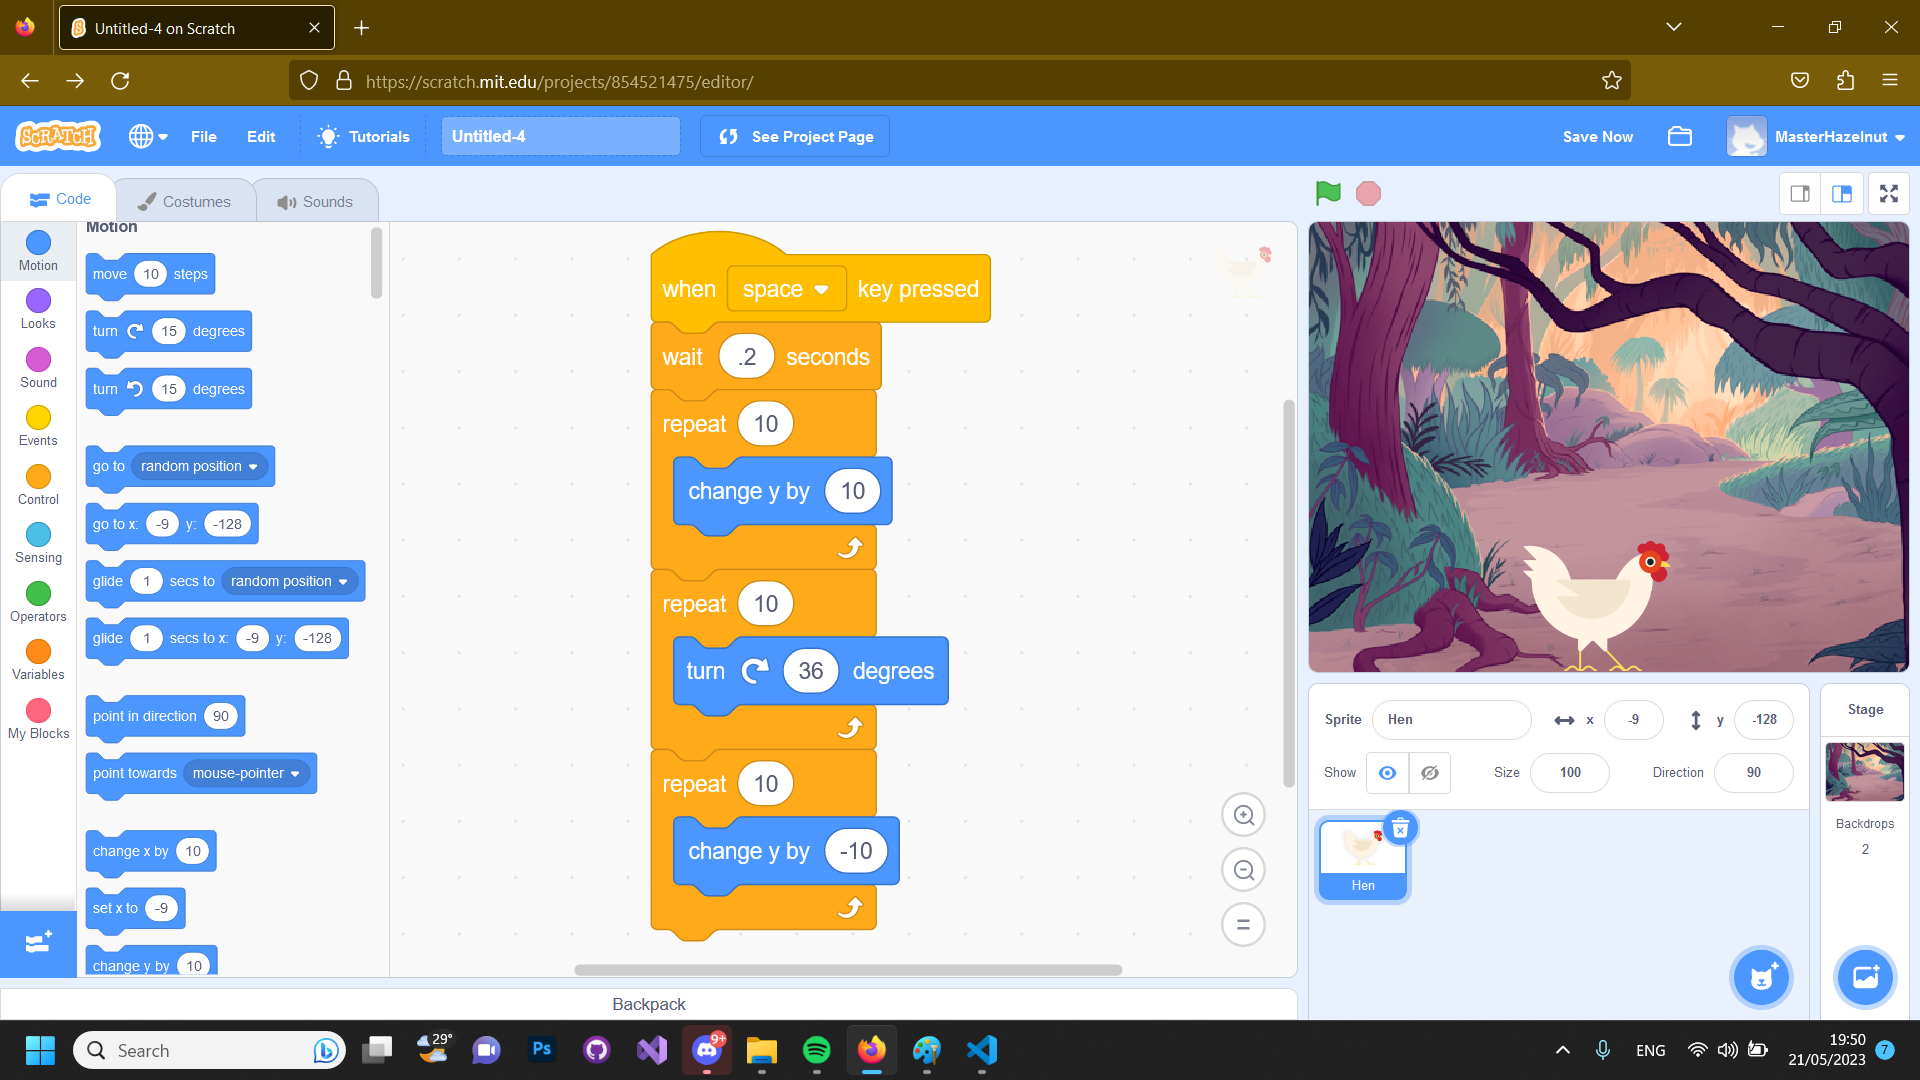 Untitled-4 on Scratch
https://scratch.mit.edu/projects/854521475/editor/
SCRATCH File Edit Tutorials Untitled-4 See Project Page Save Now MasterHazelnut
Code Costumes Sounds
Motion
Looks
Sound
Events
Control
Sensing
Operators
Variables
My Blocks
Motion
move 10 steps
turn 15 degrees
turn 15 degrees
go to random position
go to x: -9 y: -128
glide 1 secs to random position
glide 1 secs to x: -9 y: -128
point in direction 90
point towards mouse-pointer
change x by 10
set x to -9
change y by 10
when space key pressed
wait .2 seconds
repeat 10
change y by 10
repeat 10
turn 36 degrees
repeat 10
change y by -10
Backpack
Sprite Hen x -9 y -128
Show Size 100 Direction 90
Hen
Stage
Backdrops
2
Search
29°
Ps
9+
ENG
19:50
21/05/2023
7